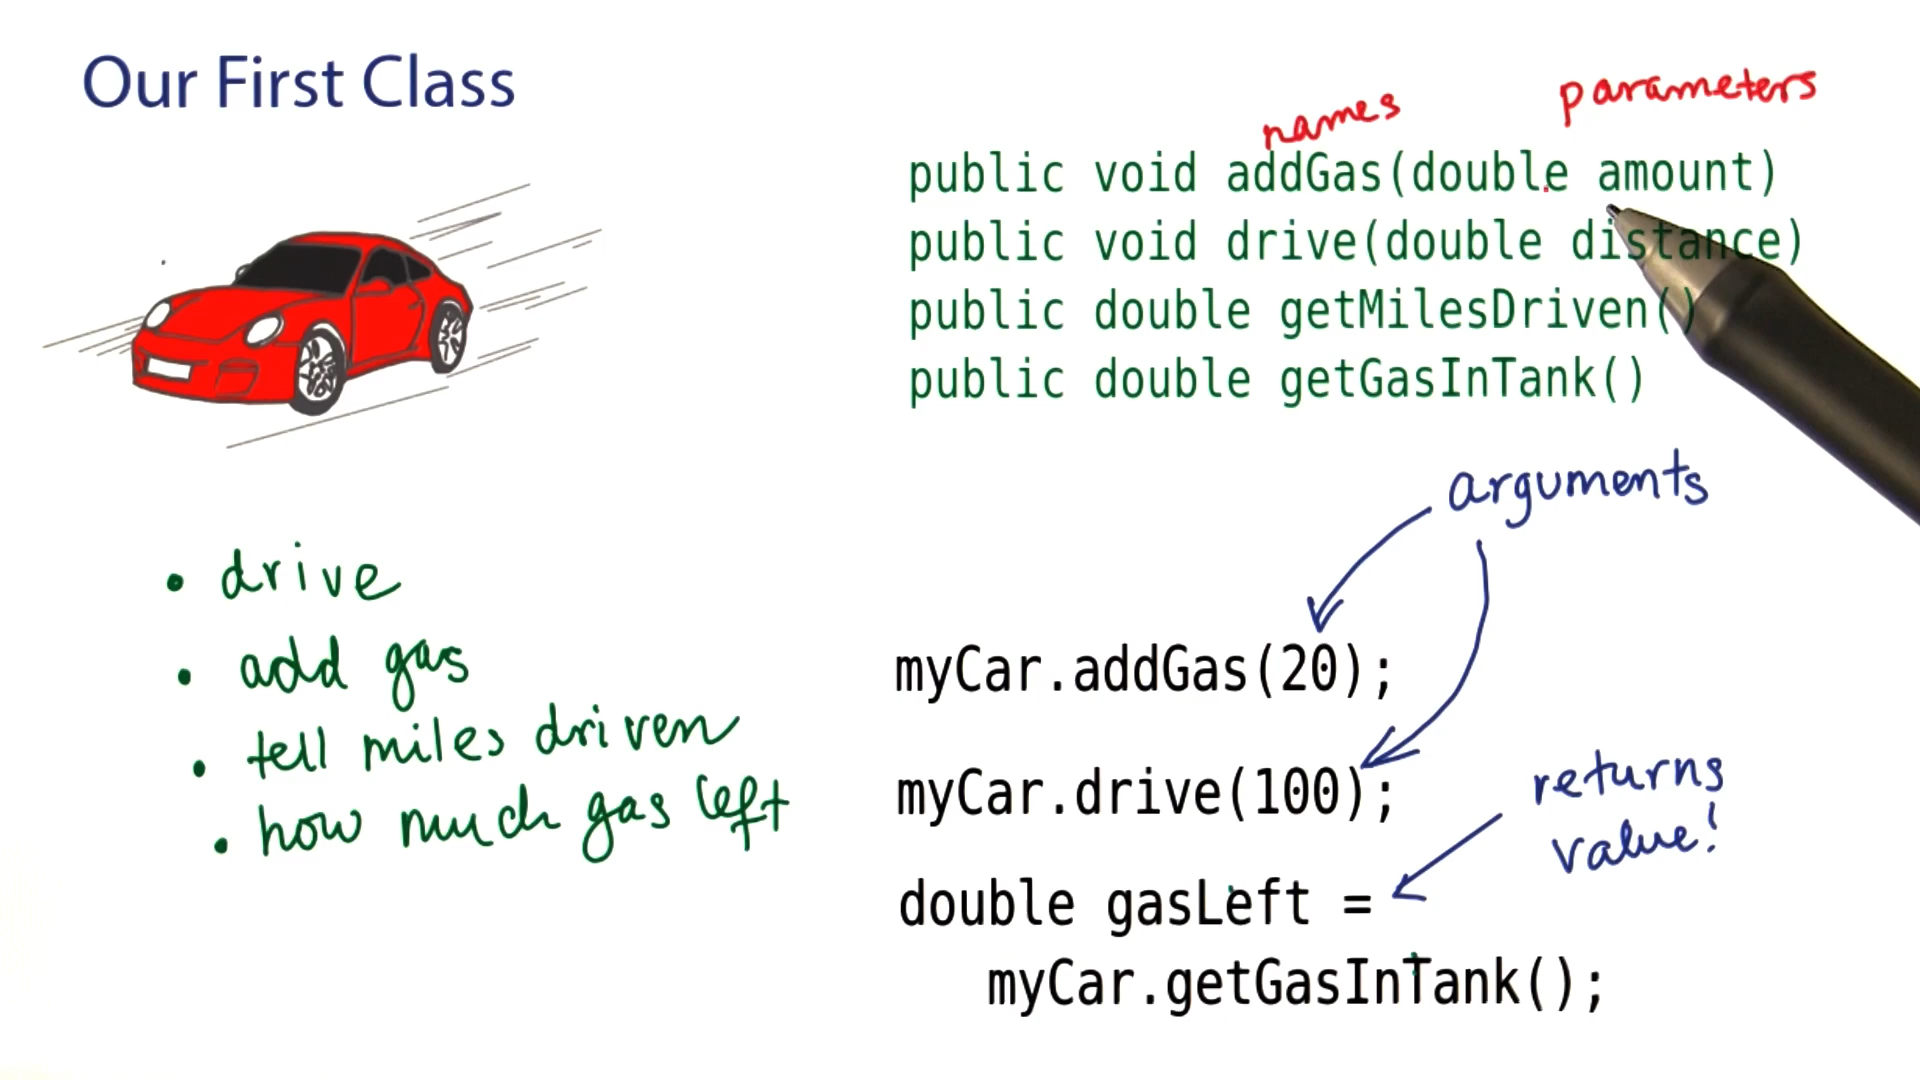 Our First Class
names
parameters
public void addGas(double amount)
public void drive(double distance)
public double getMilesDriven()
public double getGasInTank()
arguments
• drive
• add gas
• tell miles driven
• how much gas left
myCar.addGas(20);
myCar.drive(100);
returns
value!
double gasLeft =
myCar.getGasInTank();